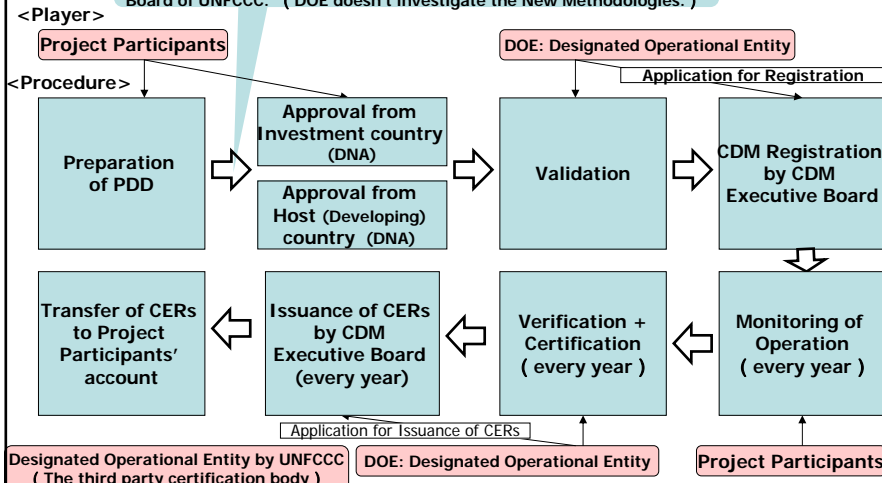 Board of UNFCCC. ( DOE doesn't investigate the New Methodologies. )
<Player>
Project Participants
DOE: Designated Operational Entity
Application for Registration
<Procedure>
Preparation
of PDD
Approval from
Investment country
(DNA)
Approval from
Host (Developing)
country (DNA)
Validation
CDM Registration
by CDM
Executive Board
Transfer of CERs
to Project
Participants'
account
Issuance of CERs
by CDM
Executive Board
(every year)
Verification +
Certification
( every year )
Monitoring of
Operation
( every year )
Application for Issuance of CERs
Designated Operational Entity by UNFCCC
( The third party certification body )
DOE: Designated Operational Entity
Project Participants